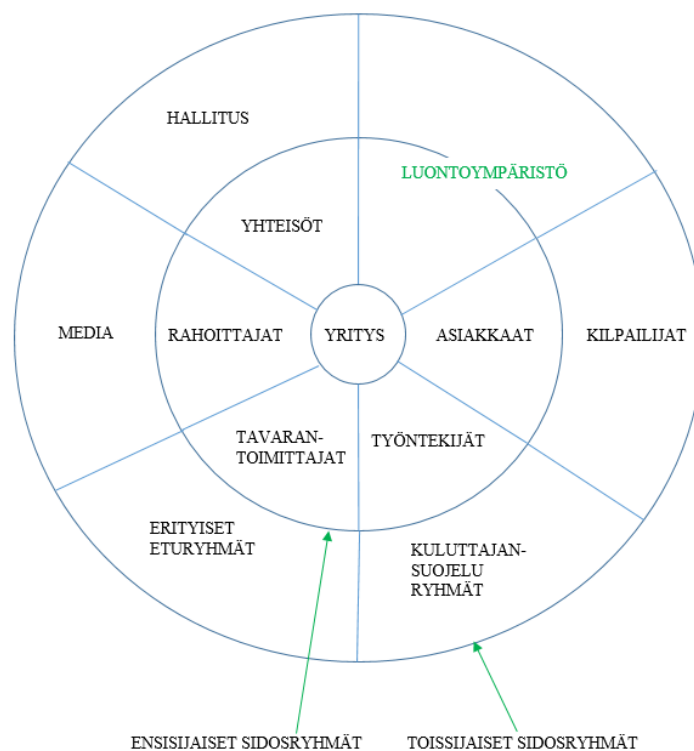 HALLITUS
LUONTOYMPÄRISTÖ
YHTEISÖT
MEDIA
RAHOITTAJAT
YRITYS
ASIAKKAAT
KILPAILIJAT
TAVARAN-
TOIMITTAJAT
TYÖNTEKIJÄT
ERITYISET
ETURYHMÄT
KULUTTAJAN-
SUOJELU
RYHMÄT
ENSISIJAISET SIDOSRYHMÄT
TOISSIJAISET SIDOSRYHMÄT